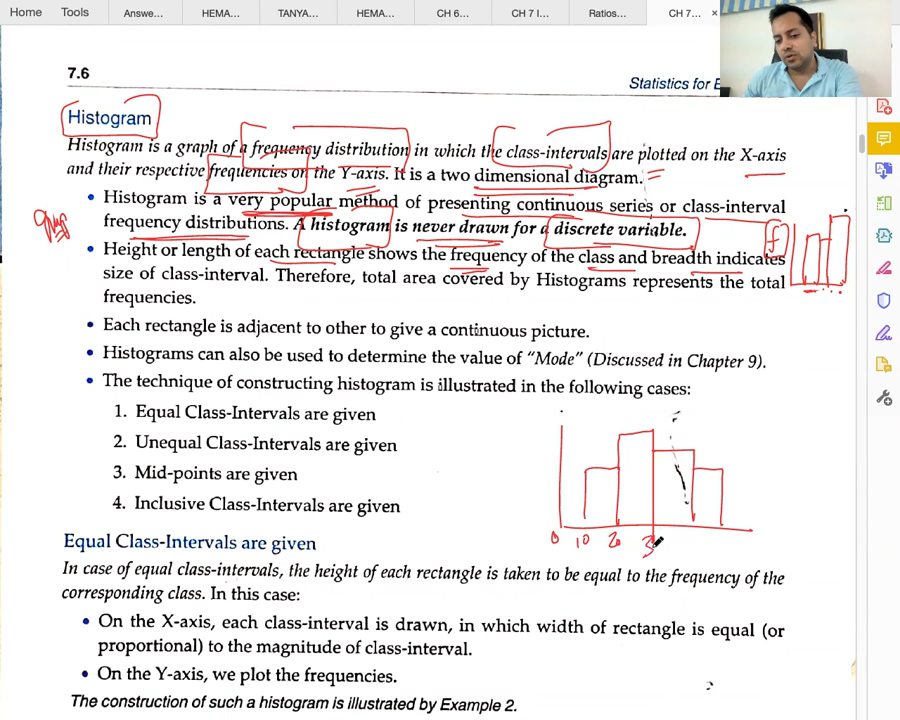 Home Tools Answe... HEMA... TANYA... HEMA... CH 6... CH 7 I... Ratios... CH 7... ×
7.6
Statistics for E
Histogram
Histogram is a graph of a frequency distribution in which the class-intervals are plotted on the X-axis
and their respective frequencies on the Y-axis. It is a two dimensional diagram.
• Histogram is a very popular method of presenting continuous series or class-interval
frequency distributions. A histogram is never drawn for a discrete variable.
• Height or length of each rectangle shows the frequency of the class and breadth indicates
size of class-interval. Therefore, total area covered by Histograms represents the total
frequencies.
f
• Each rectangle is adjacent to other to give a continuous picture.
• Histograms can also be used to determine the value of "Mode" (Discussed in Chapter 9).
• The technique of constructing histogram is illustrated in the following cases:
1. Equal Class-Intervals are given
2. Unequal Class-Intervals are given
3. Mid-points are given
4. Inclusive Class-Intervals are given
0 10 20 3
Equal Class-Intervals are given
In case of equal class-intervals, the height of each rectangle is taken to be equal to the frequency of the
corresponding class. In this case:
• On the X-axis, each class-interval is drawn, in which width of rectangle is equal (or
proportional) to the magnitude of class-interval.
• On the Y-axis, we plot the frequencies.
The construction of such a histogram is illustrated by Example 2.